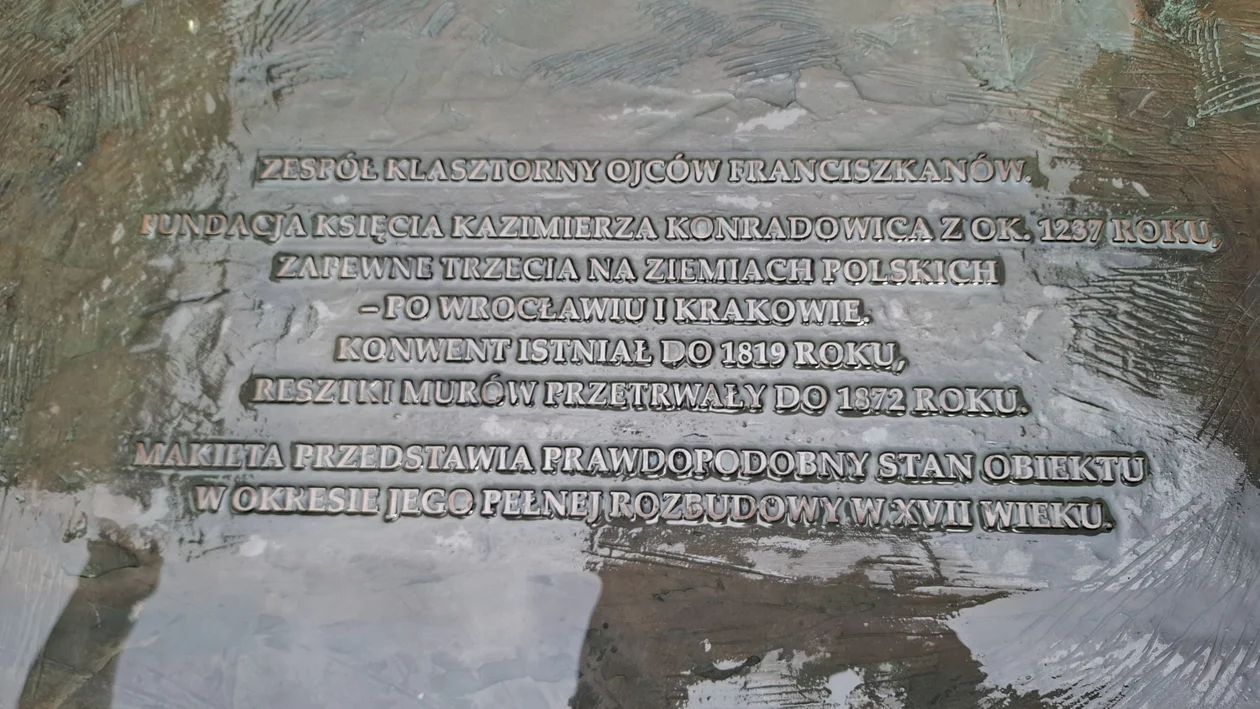 ZESPÓŁ KLASZTORNY OJCÓW FRANCISZKANÓW.
FUNDACJA KSIĘCIA KAZIMIERZA KONRADOWICA Z OK. 1237 ROKU,
ZAPEWNE TRZECIA NA ZIEMIACH POLSKICH
– PO WROCŁAWIU I KRAKOWIE.
KONWENT ISTNIAŁ DO 1819 ROKU,
RESZTKI MURÓW PRZETRWAŁY DO 1872 ROKU.
MAKIETA PRZEDSTAWIA PRAWDOPODOBNY STAN OBIEKTU
W OKRESIE JEGO PEŁNEJ ROZBUDOWY W XVII WIEKU.